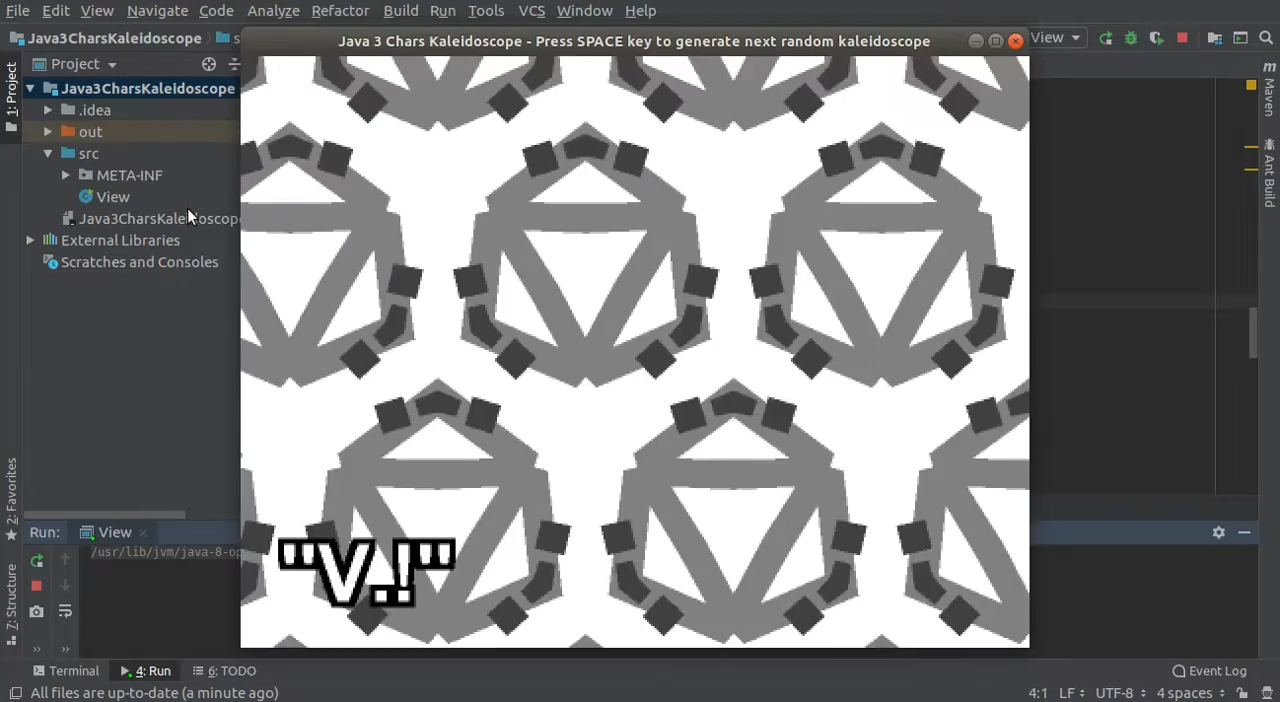 File Edit View Navigate Code Analyze Refactor Build Run Tools VCS Window Help
Java3CharsKaleidoscope
View
Java 3 Chars Kaleidoscope - Press SPACE key to generate next random kaleidoscope
1: Project
Project
Java3CharsKaleidoscope
.idea
out
src
META-INF
View
External Libraries
Scratches and Consoles
m Maven
Ant Build
"V.!"
2: Favorites
Z: Structure
Run: View
/usr/lib/jvm/java-8-op
Terminal 4: Run 6: TODO Event Log
All files are up-to-date (a minute ago) 4:1 LF UTF-8 4 spaces